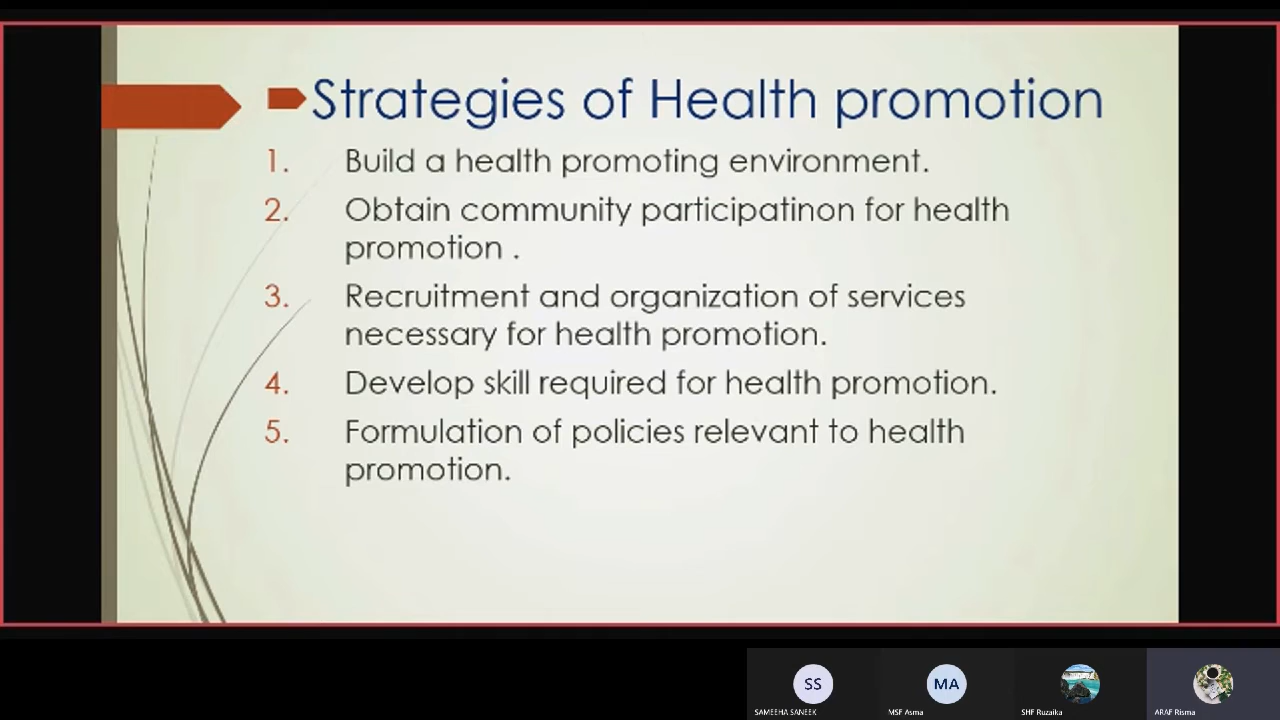 Strategies of Health promotion
1. Build a health promoting environment.
2. Obtain community participatinon for health
promotion .
3. Recruitment and organization of services
necessary for health promotion.
4. Develop skill required for health promotion.
5. Formulation of policies relevant to health
promotion.
SS
MA
SAMEEHA SANEEK
MSF Asma
SHF Ruzaika
ARAF Risma